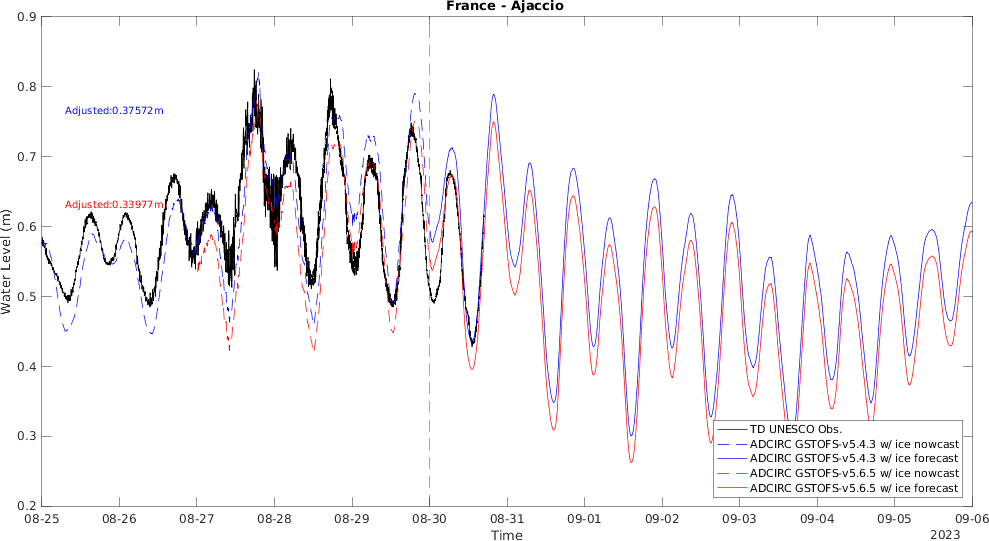 France - Ajaccio
0.9
0.8
0.7
0.6
0.5
0.4
0.3
0.2
Water Level (m)
Adjusted:0.37572m
Adjusted:0.33977m
TD UNESCO Obs.
ADCIRC GSTOFS-v5.4.3 w/ ice nowcast
ADCIRC GSTOFS-v5.4.3 w/ ice forecast
ADCIRC GSTOFS-v5.6.5 w/ ice nowcast
ADCIRC GSTOFS-v5.6.5 w/ ice forecast
08-25 08-26 08-27 08-28 08-29 08-30 08-31 09-01 09-02 09-03 09-04 09-05 09-06
Time
2023